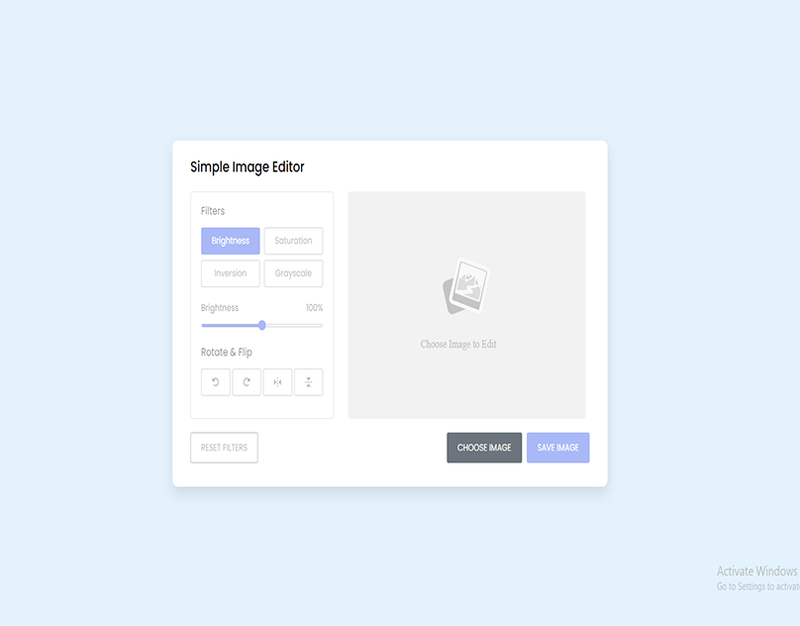 Simple Image Editor
Filters
Brightness
Saturation
Inversion
Grayscale
Brightness 100%
Rotate & Flip
Choose Image to Edit
RESET FILTERS
CHOOSE IMAGE
SAVE IMAGE
Activate Windows
Go to Settings to activate